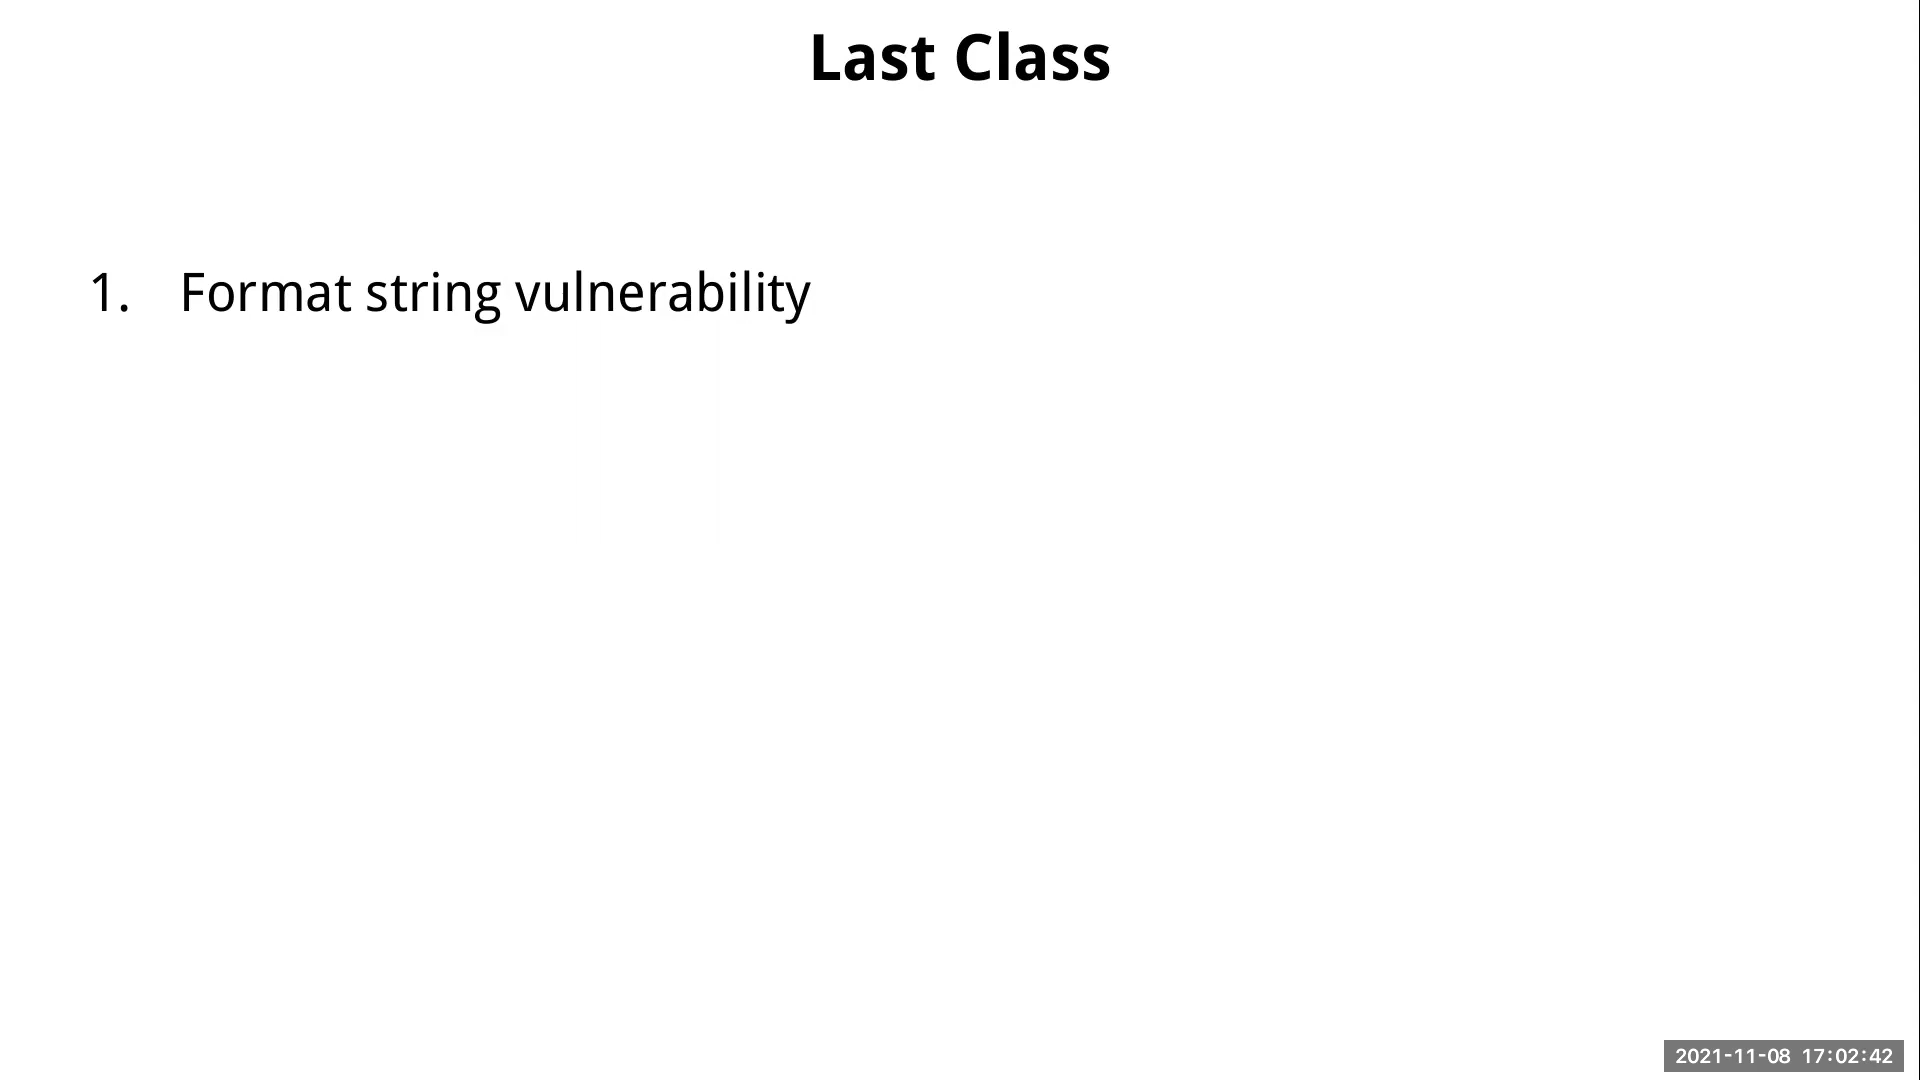 Last Class
1. Format string vulnerability
2021-11-08 17:02:42